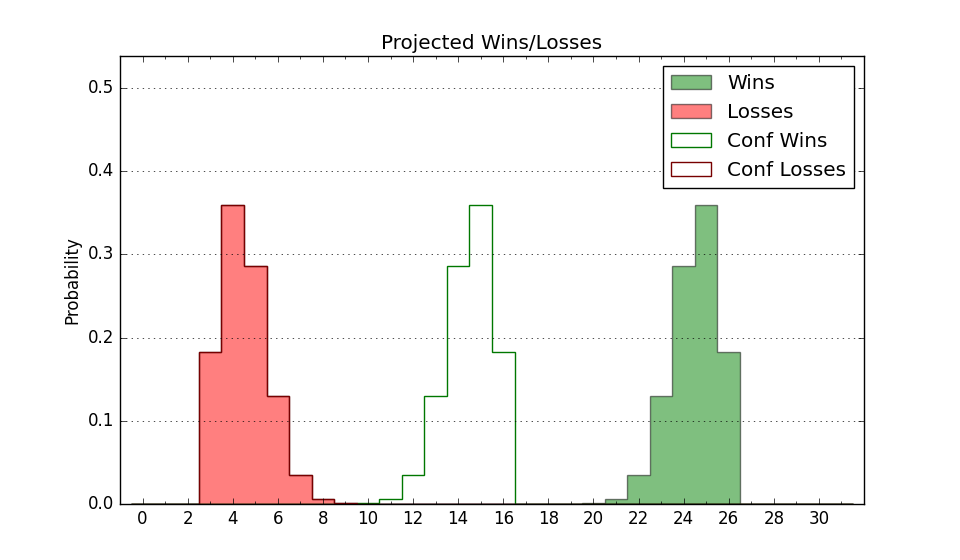 Projected Wins/Losses
Wins
Losses
Conf Wins
Conf Losses
Probability
0.5
0.4
0.3
0.2
0.1
0.0
0 2 4 6 8 10 12 14 16 18 20 22 24 26 28 30